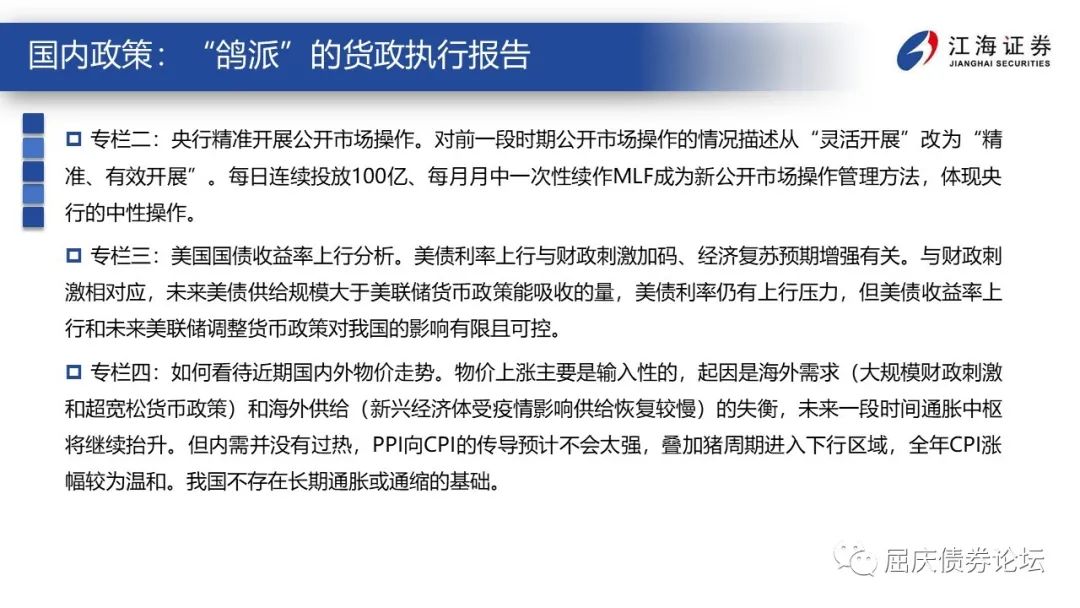 国内政策：“鸽派”的货政执行报告
江海证券
JIANGHAI SECURITIES
专栏二：央行精准开展公开市场操作。对前一段时期公开市场操作的情况描述从“灵活开展”改为“精
准、有效开展”。每日连续投放100亿、每月月中一次性续作MLF成为新公开市场操作管理方法，体现央
行的中性操作。
专栏三：美国国债收益率上行分析。美债利率上行与财政刺激加码、经济复苏预期增强有关。与财政刺
激相对应，未来美债供给规模大于美联储货币政策能吸收的量，美债利率仍有上行压力，但美债收益率上
行和未来美联储调整货币政策对我国的影响有限且可控。
专栏四：如何看待近期国内外物价走势。物价上涨主要是输入性的，起因是海外需求（大规模财政刺激
和超宽松货币政策）和海外供给（新兴经济体受疫情影响供给恢复较慢）的失衡，未来一段时间通胀中枢
将继续抬升。但内需并没有过热，PPI向CPI的传导预计不会太强，叠加猪周期进入下行区域，全年CPI涨
幅较为温和。我国不存在长期通胀或通缩的基础。
屈庆债券论坛